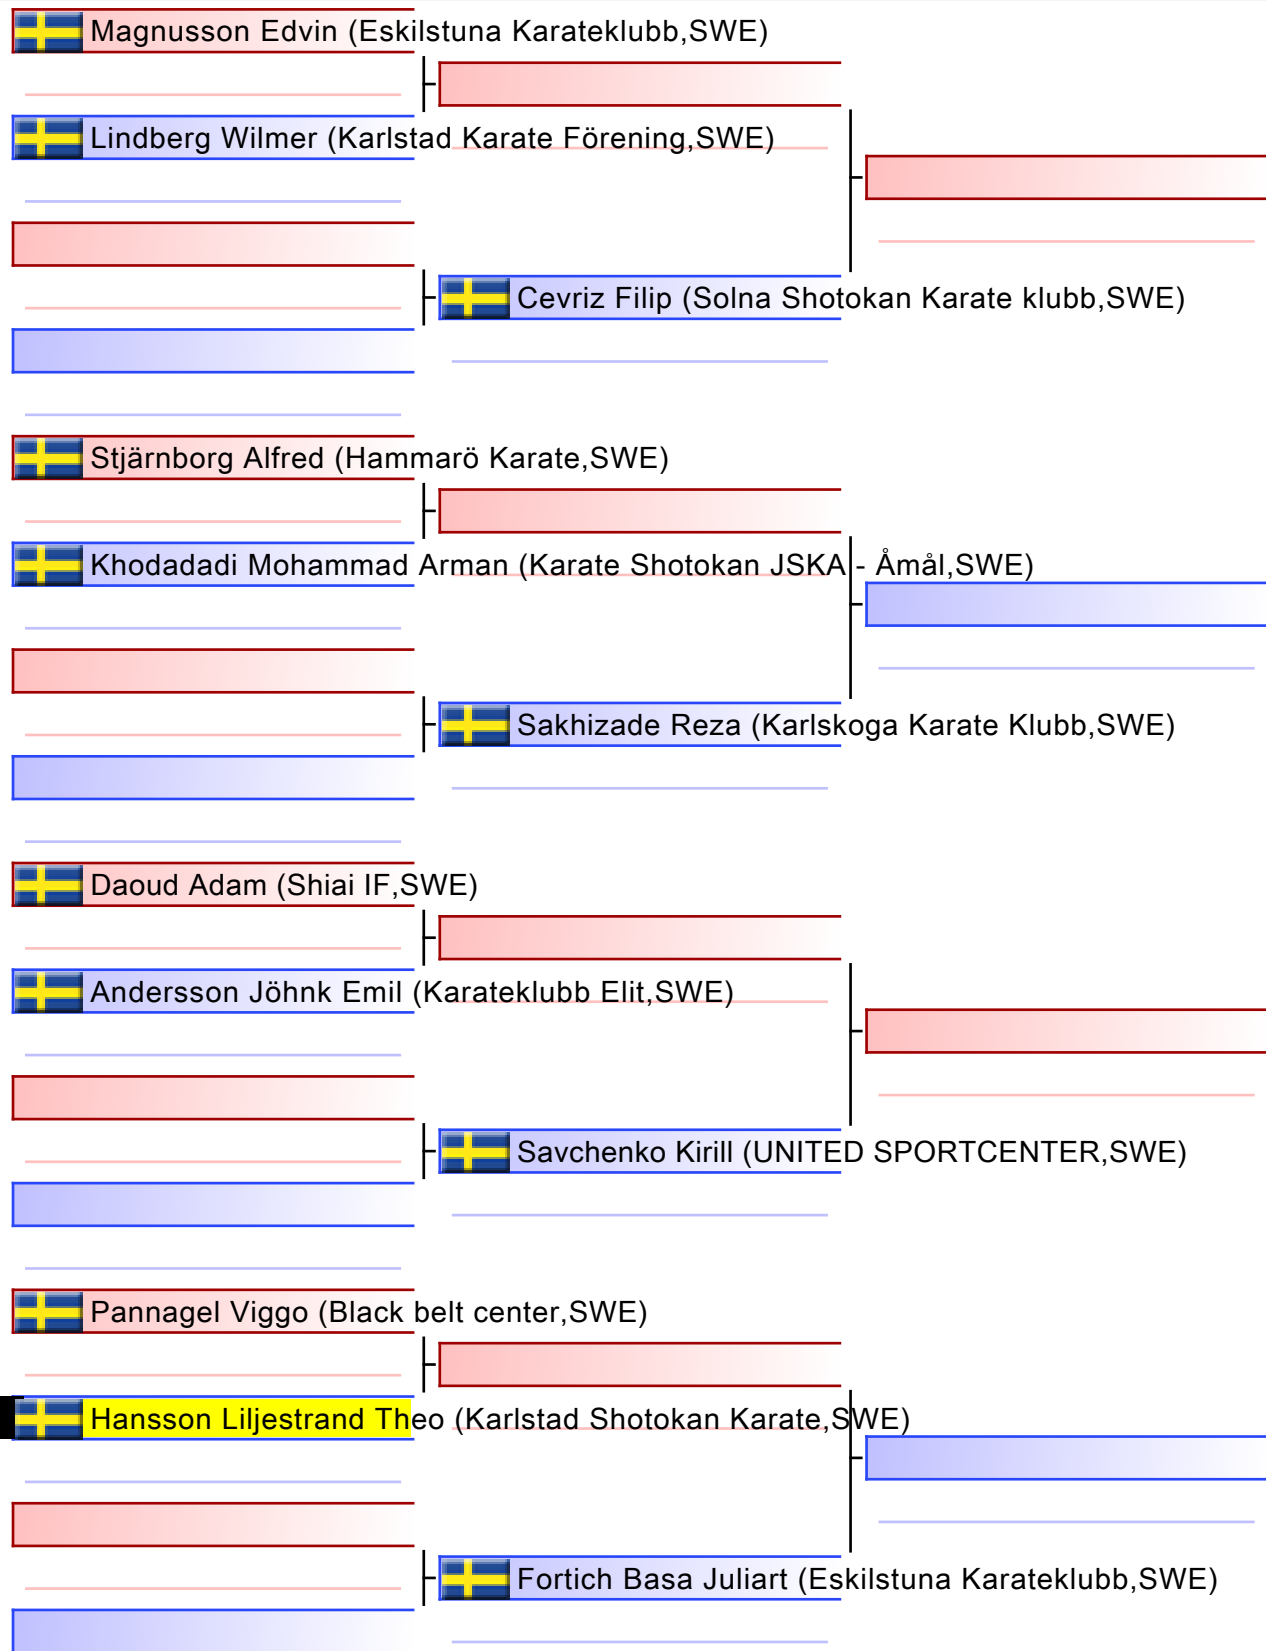 Magnusson Edvin (Eskilstuna Karateklubb,SWE)
Lindberg Wilmer (Karlstad Karate Förening,SWE)
Cevriz Filip (Solna Shotokan Karate klubb,SWE)
Stjärnborg Alfred (Hammarö Karate,SWE)
Khodadadi Mohammad Arman (Karate Shotokan JSKA - Åmål,SWE)
Sakhizade Reza (Karlskoga Karate Klubb,SWE)
Daoud Adam (Shiai IF,SWE)
Andersson Jöhnk Emil (Karateklubb Elit,SWE)
Savchenko Kirill (UNITED SPORTCENTER,SWE)
Pannagel Viggo (Black belt center,SWE)
Hansson Liljestrand Theo (Karlstad Shotokan Karate,SWE)
Fortich Basa Juliart (Eskilstuna Karateklubb,SWE)